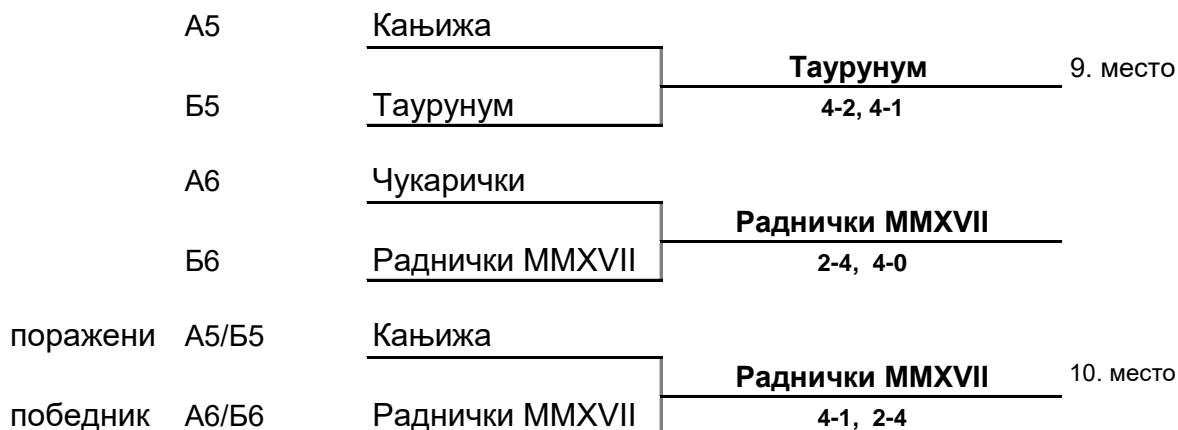 А5 Кањижа
Таурунум 9. место
Б5 Таурунум 4-2, 4-1
А6 Чукарички
Раднички MMXVII
Б6 Раднички MMXVII 2-4, 4-0
поражени А5/Б5 Кањижа
Раднички MMXVII 10. место
победник А6/Б6 Раднички MMXVII 4-1, 2-4